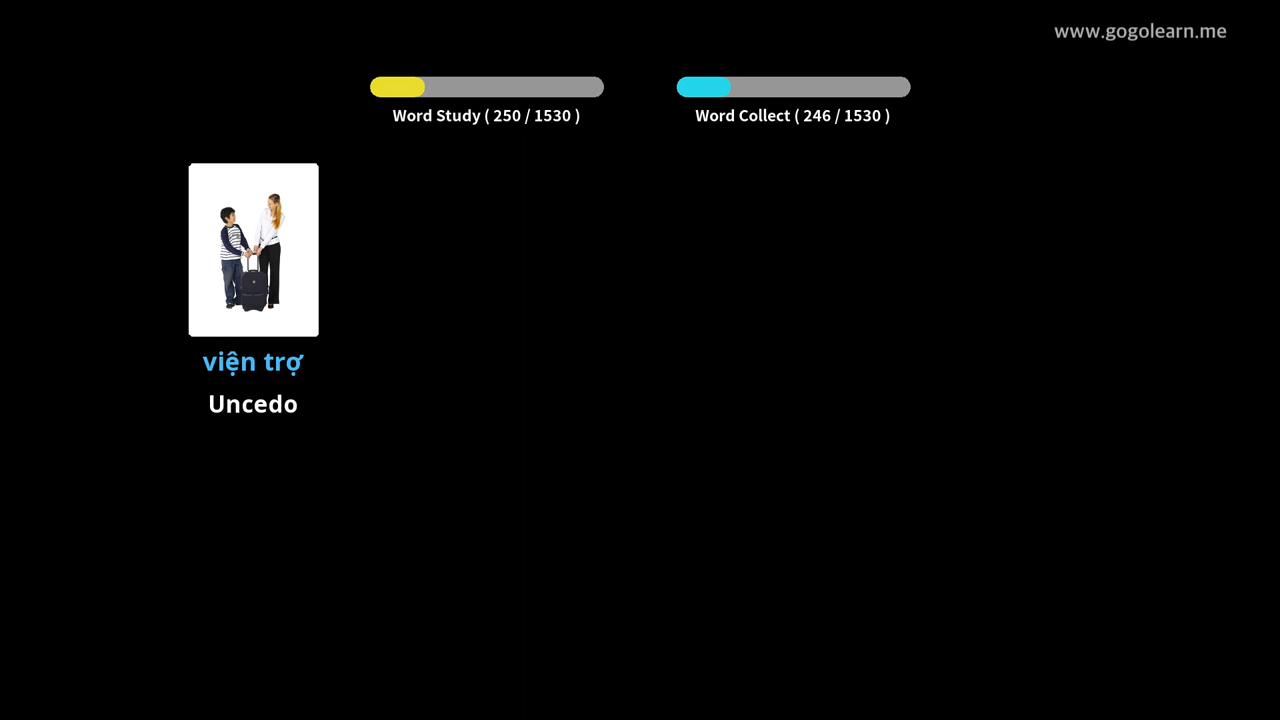 www.gogolearn.me
Word Study ( 250 / 1530 )
Word Collect ( 246 / 1530 )
viện trợ
Uncedo